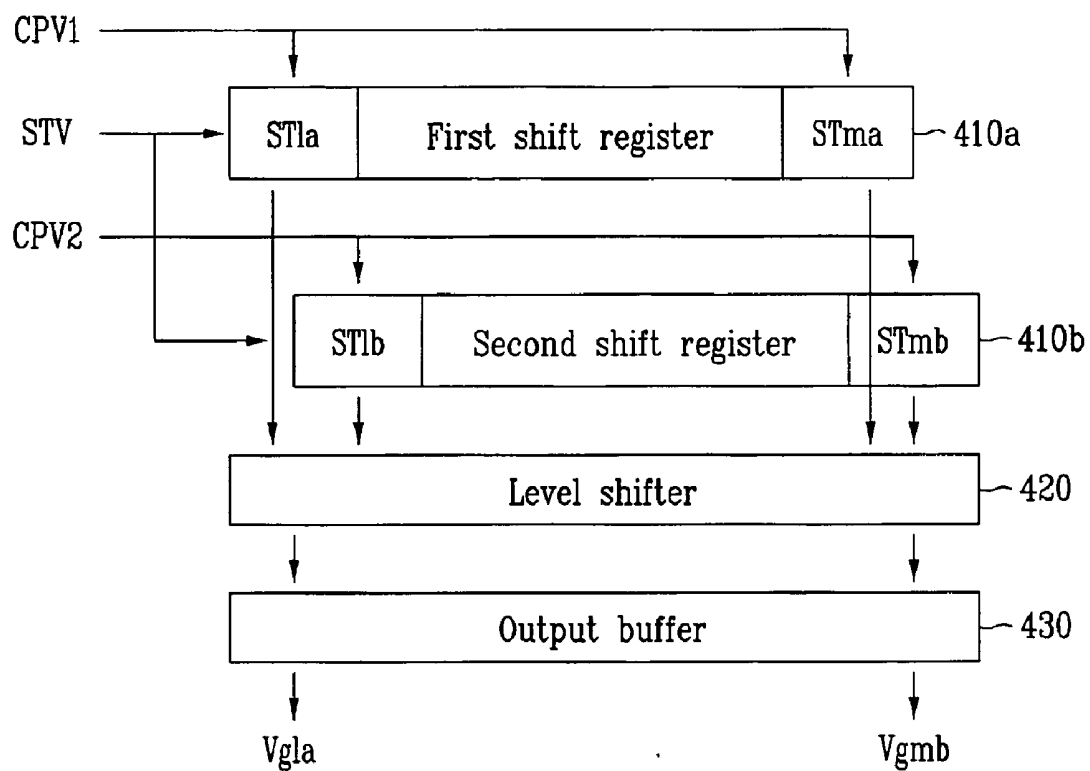 CPV1
STV
STla
First shift register
STma
410a
CPV2
STlb
Second shift register
STmb
410b
Level shifter
420
Output buffer
430
Vgla
Vgmb